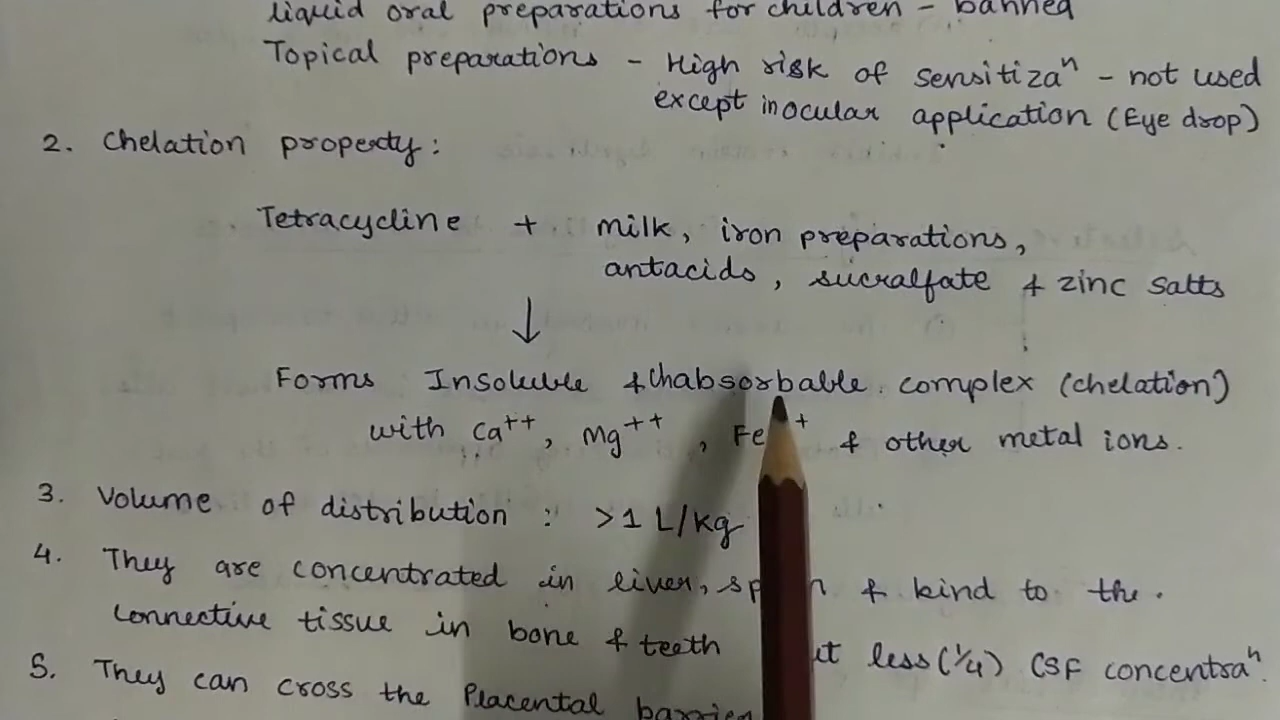 liquid oral preparations for children - banned
Topical preparations - High risk of sensitizaⁿ - not used
except in ocular application (Eye drop)
2. Chelation property:
Tetracycline + milk, iron preparations,
antacids, sucralfate & zinc salts
↓
Forms Insoluble & unabsorbable complex (chelation)
with Ca⁺⁺, Mg⁺⁺, Fe & other metal ions.
3. Volume of distribution : >1 L/kg
4. They are concentrated in liver, & bind to the
connective tissue in bone & teeth less (1/4) CSF concentraⁿ.
5. They can cross the Placental barrier